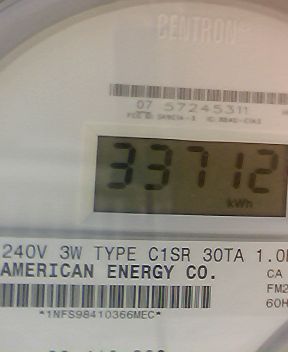 CENTRON
07 57245311
33712
kWh
240V 3W TYPE C1SR 30TA 1.0
AMERICAN ENERGY CO.
CA
FM2
60H
*1NFS98410366MEC*